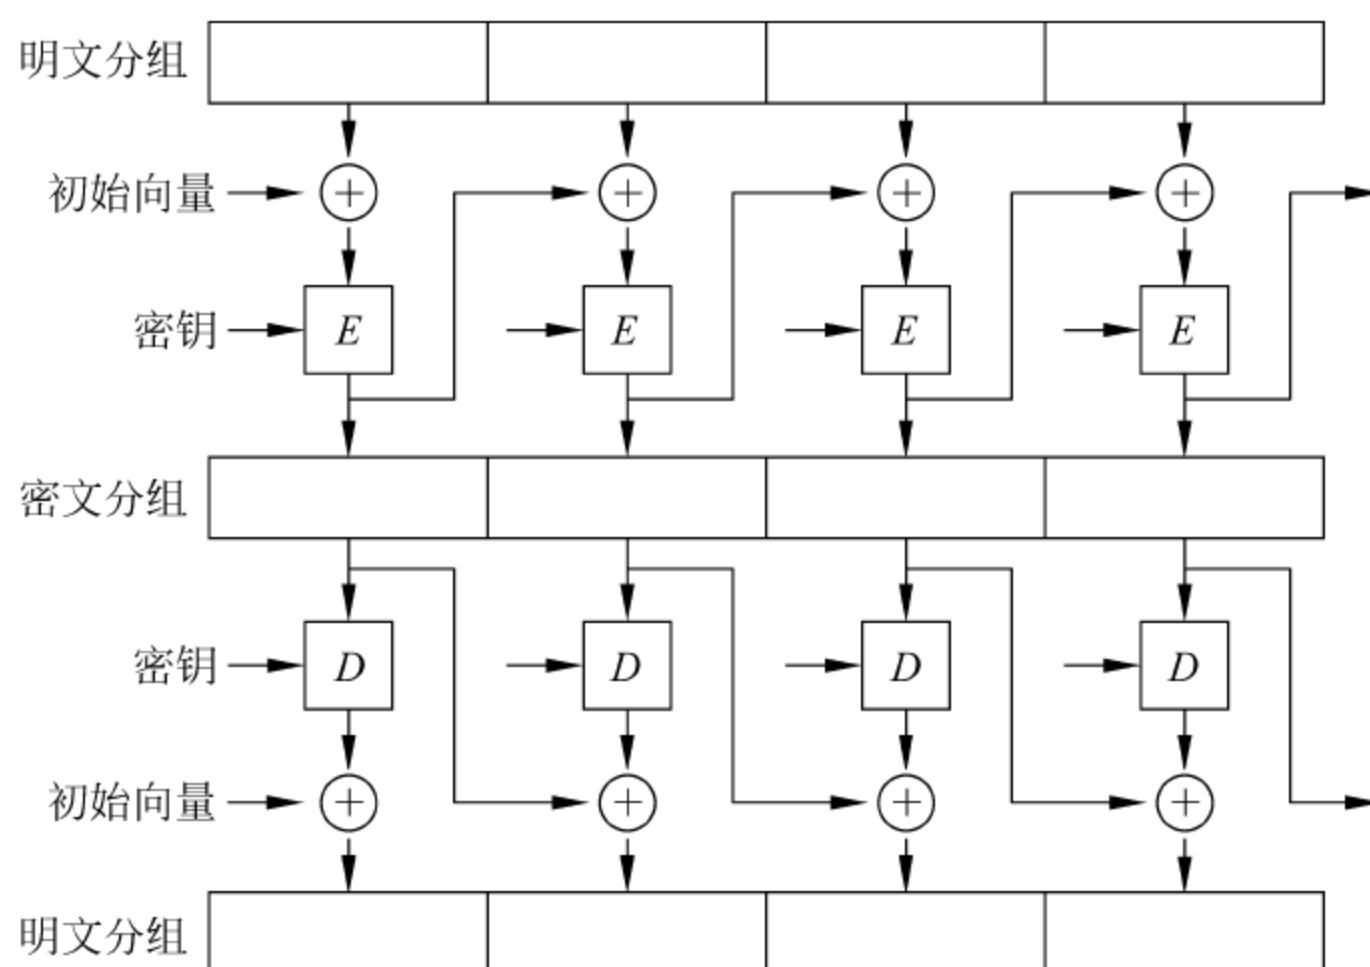 明文分组
+ + + +
初始向量
密钥 E E E E
密文分组
密钥 D D D D
初始向量 + + + +
明文分组